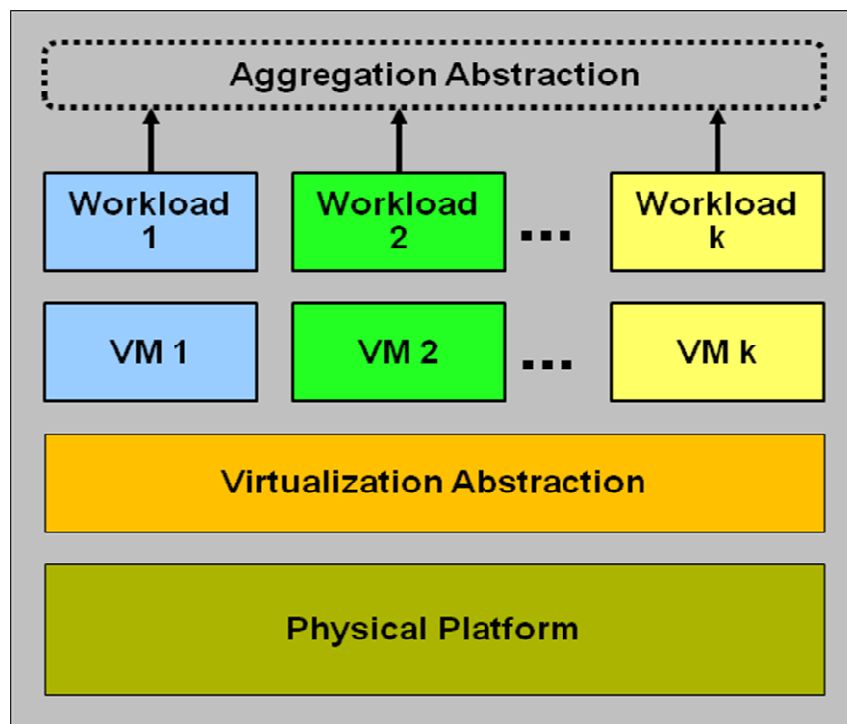 Aggregation Abstraction
Workload
1
Workload
2
...
Workload
k
VM 1
VM 2
...
VM k
Virtualization Abstraction
Physical Platform